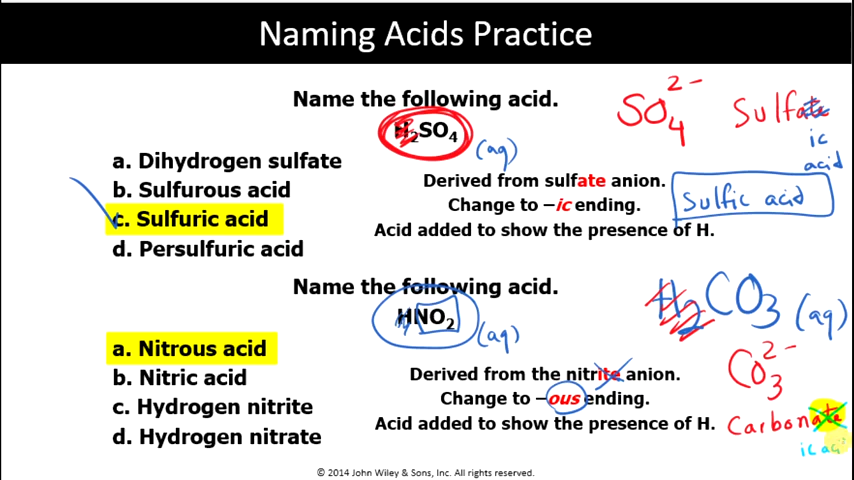 Naming Acids Practice
Name the following acid.
H₂SO₄
(aq)
SO₄²⁻
Sulfate
ic
acid
a. Dihydrogen sulfate
b. Sulfurous acid
c. Sulfuric acid
d. Persulfuric acid
Derived from sulfate anion.
Change to –ic ending.
Acid added to show the presence of H.
Sulfic acid
Name the following acid.
HNO₂
(aq)
H₂CO₃ (aq)
CO₃²⁻
a. Nitrous acid
b. Nitric acid
c. Hydrogen nitrite
d. Hydrogen nitrate
Derived from the nitrite anion.
Change to –ous ending.
Acid added to show the presence of H.
Carbonate
ic aci
© 2014 John Wiley & Sons, Inc. All rights reserved.